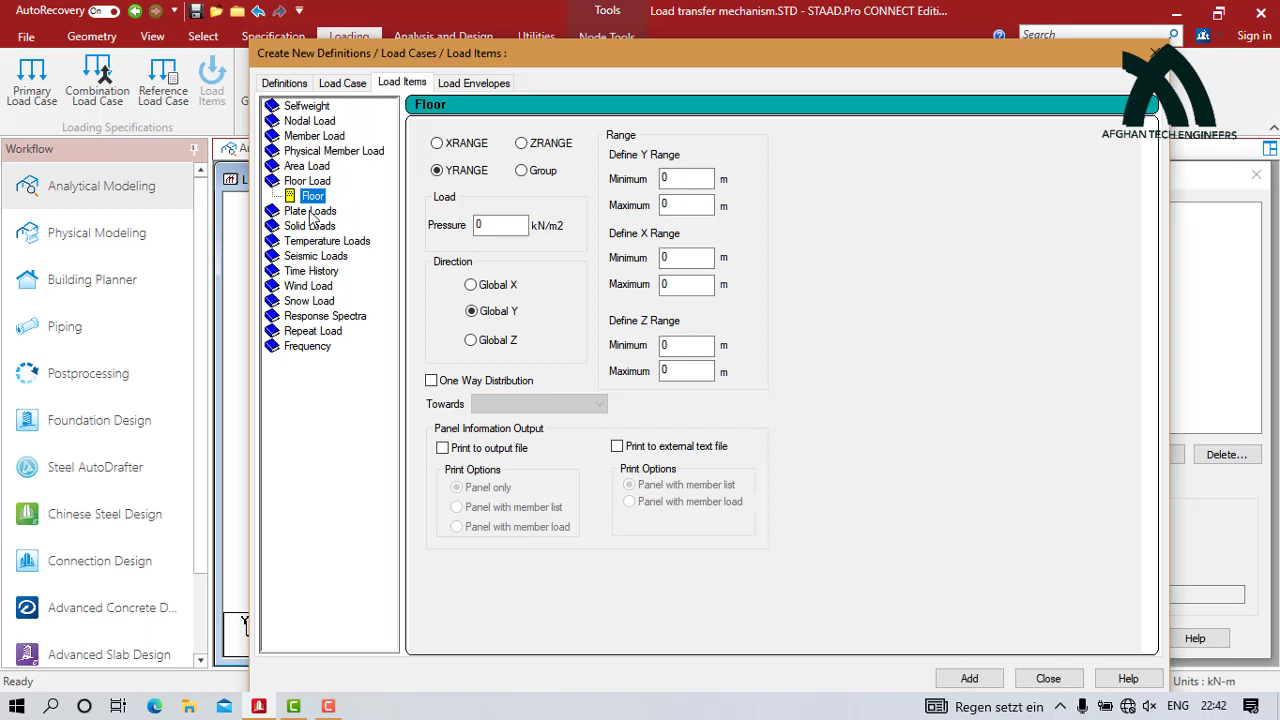 AutoRecovery On
Tools
Load transfer mechanism.STD - STAAD.Pro CONNECT Editi...
File Geometry View Select Loading Analysis and Design Utilities Node Tools Search Sign in
Create New Definitions / Load Cases / Load Items :
Primary Load Case
Combination Load Case
Reference Load Case
Load Items
Loading Specifications
Definitions Load Case Load Items Load Envelopes
AFGHAN TECH ENGINEERS
Workflow
Analytical Modeling
Physical Modeling
Building Planner
Piping
Postprocessing
Foundation Design
Steel AutoDrafter
Chinese Steel Design
Connection Design
Advanced Concrete D...
Advanced Slab Design
Selfweight
Nodal Load
Member Load
Physical Member Load
Area Load
Floor Load
Floor
Plate Loads
Solid Loads
Temperature Loads
Seismic Loads
Time History
Wind Load
Snow Load
Response Spectra
Repeat Load
Frequency
Floor
XRANGE ZRANGE
YRANGE Group
Load
Pressure 0 kN/m2
Direction
Global X
Global Y
Global Z
Range
Define Y Range
Minimum 0 m
Maximum 0 m
Define X Range
Minimum 0 m
Maximum 0 m
Define Z Range
Minimum 0 m
Maximum 0 m
One Way Distribution
Towards
Panel Information Output
Print to output file
Print Options
Panel only
Panel with member list
Panel with member load
Print to external text file
Print Options
Panel with member list
Panel with member load
Add Close Help
Delete...
Help
Ready
Units : kN-m
Regen setzt ein ENG 22:42